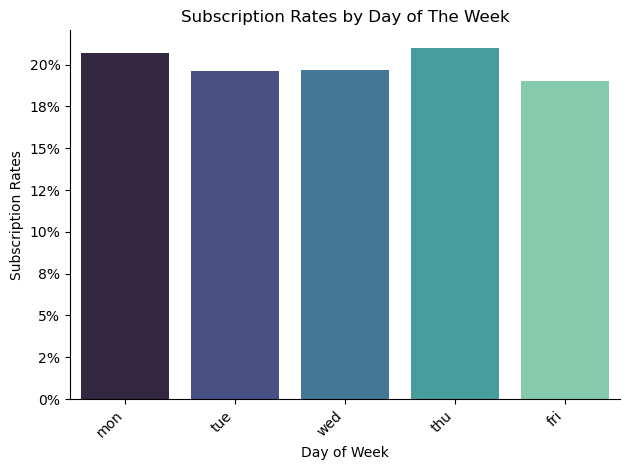 Subscription Rates by Day of The Week
20%
18%
15%
12%
10%
8%
5%
2%
0%
Subscription Rates
mon
tue
wed
thu
fri
Day of Week